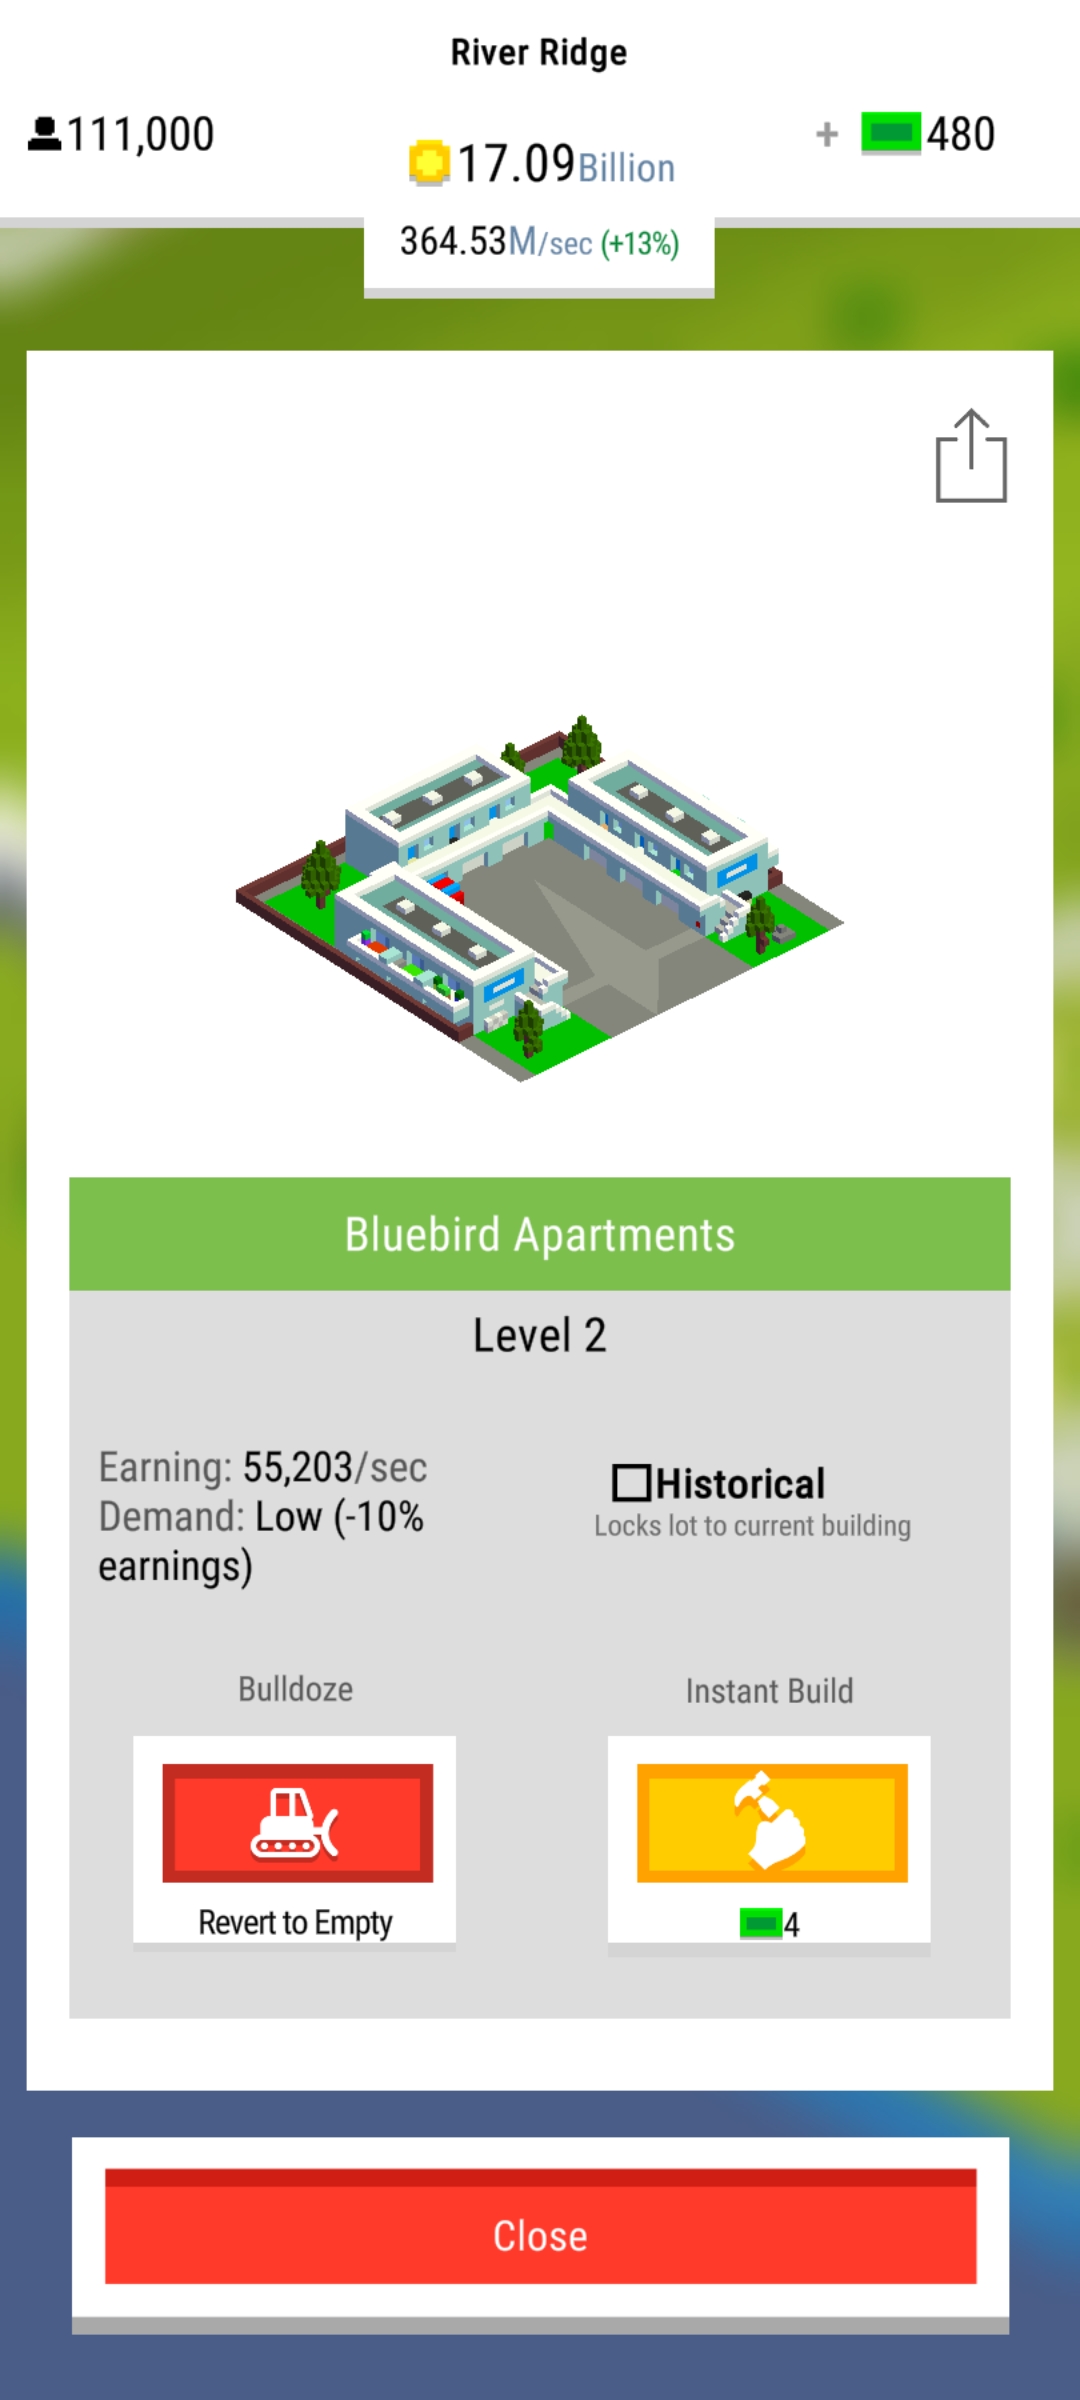 River Ridge
111,000
17.09Billion
+ 480
364.53M/sec (+13%)
Bluebird Apartments
Level 2
Earning: 55,203/sec
Demand: Low (-10%
earnings)
Historical
Locks lot to current building
Bulldoze
Instant Build
Revert to Empty
4
Close